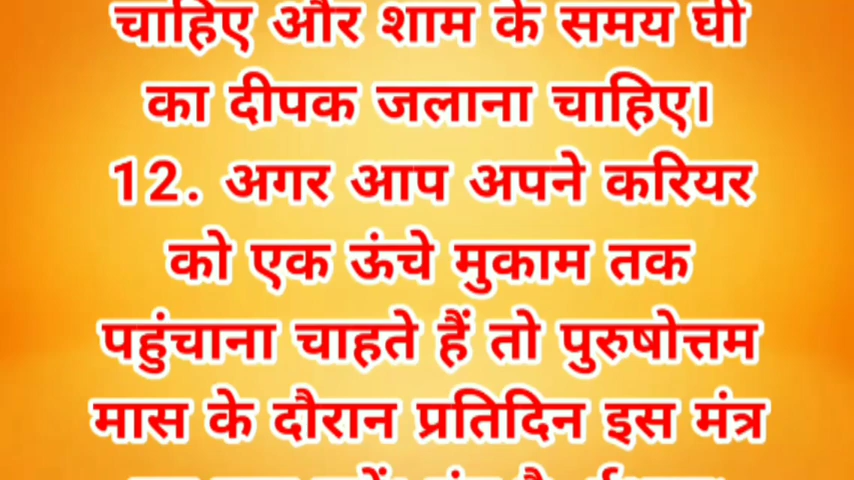 चाहिए और शाम के समय घी
का दीपक जलाना चाहिए।
12. अगर आप अपने करियर
को एक ऊंचे मुकाम तक
पहुंचाना चाहते हैं तो पुरुषोत्तम
मास के दौरान प्रतिदिन इस मंत्र